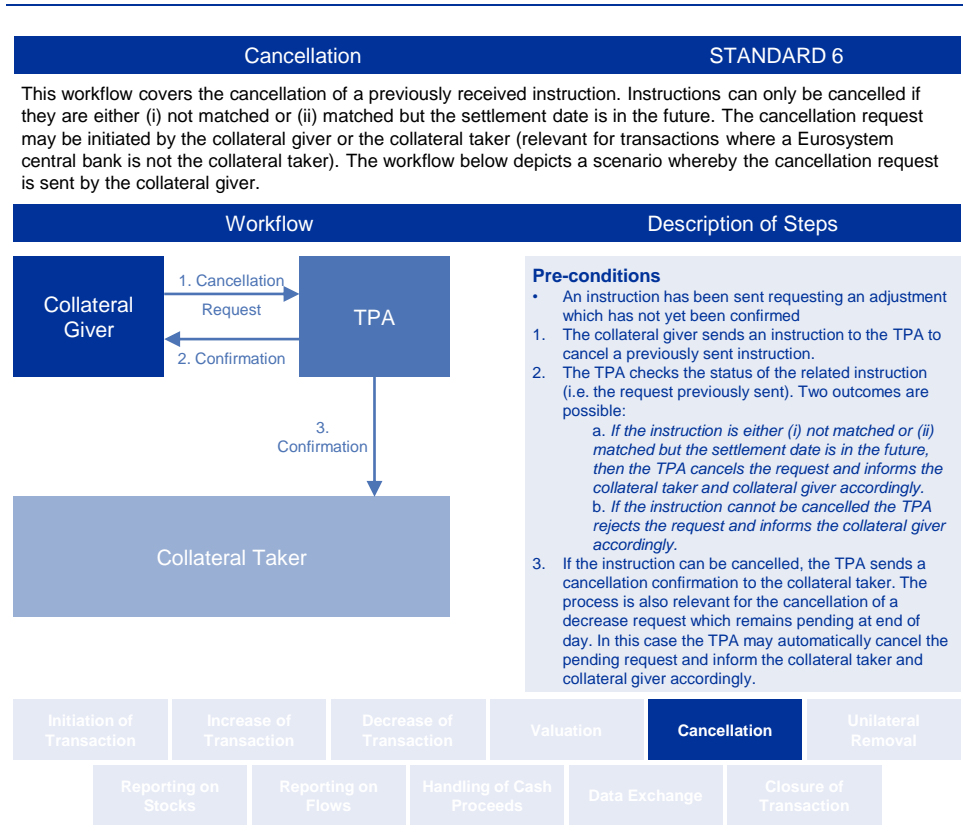 Cancellation
STANDARD 6
This workflow covers the cancellation of a previously received instruction. Instructions can only be cancelled if
they are either (i) not matched or (ii) matched but the settlement date is in the future. The cancellation request
may be initiated by the collateral giver or the collateral taker (relevant for transactions where a Eurosystem
central bank is not the collateral taker). The workflow below depicts a scenario whereby the cancellation request
is sent by the collateral giver.
Workflow
Description of Steps
Collateral
Giver
1. Cancellation
Request
2. Confirmation
TPA
3.
Confirmation
Collateral Taker
Pre-conditions
• An instruction has been sent requesting an adjustment
which has not yet been confirmed
1. The collateral giver sends an instruction to the TPA to
cancel a previously sent instruction.
2. The TPA checks the status of the related instruction
(i.e. the request previously sent). Two outcomes are
possible:
a. If the instruction is either (i) not matched or (ii)
matched but the settlement date is in the future,
then the TPA cancels the request and informs the
collateral taker and collateral giver accordingly.
b. If the instruction cannot be cancelled the TPA
rejects the request and informs the collateral giver
accordingly.
3. If the instruction can be cancelled, the TPA sends a
cancellation confirmation to the collateral taker. The
process is also relevant for the cancellation of a
decrease request which remains pending at end of
day. In this case the TPA may automatically cancel the
pending request and inform the collateral taker and
collateral giver accordingly.
Initiation of
Transaction
Increase of
Transaction
Decrease of
Transaction
Valuation
Cancellation
Unilateral
Removal
Reporting on
Stocks
Reporting on
Flows
Handling of Cash
Proceeds
Data Exchange
Closure of
Transaction